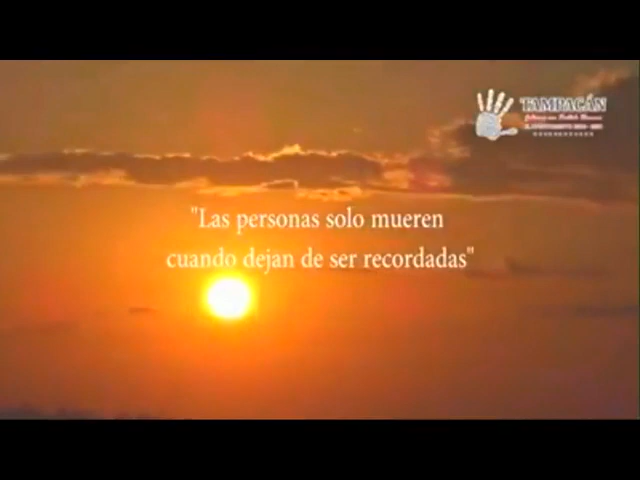 TAMPACÁN
"Las personas solo mueren
cuando dejan de ser recordadas"